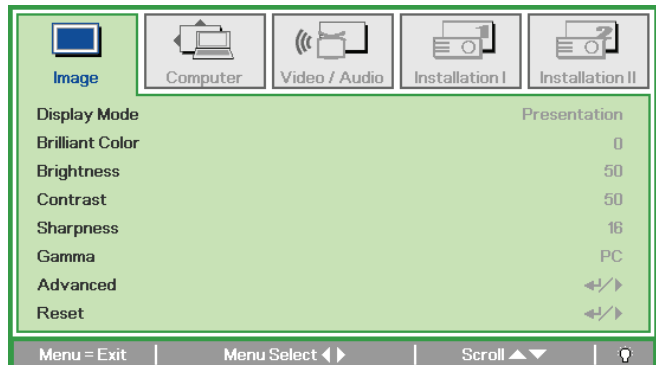 Image Computer Video / Audio Installation I Installation II
Display Mode Presentation
Brilliant Color 0
Brightness 50
Contrast 50
Sharpness 16
Gamma PC
Advanced ↵/▶
Reset ↵/▶
Menu = Exit Menu Select ◀▶ Scroll ▲▼